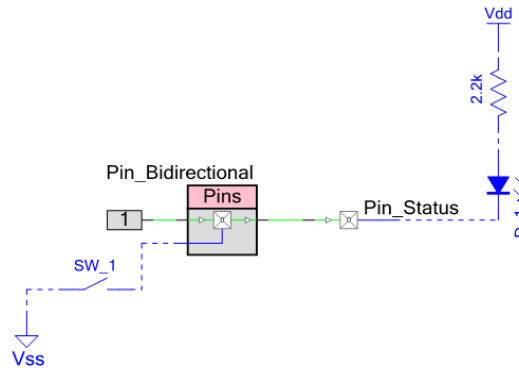 Vdd
2.2k
Pin_Bidirectional
Pins
1
Pin_Status
SW_1
Vss